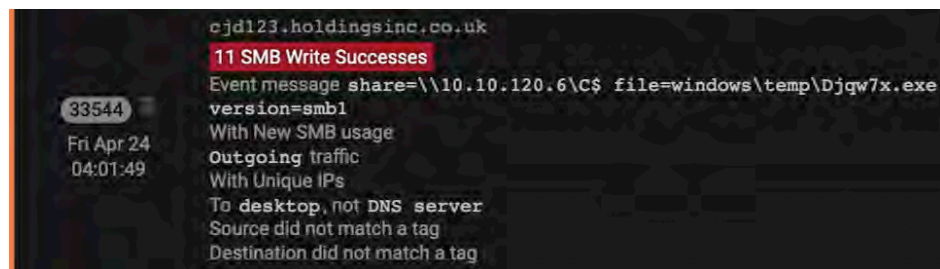 cjd123.holdingsinc.co.uk
11 SMB Write Successes
Event message share=\\10.10.120.6\C$ file=windows\temp\Djqw7x.exe
version=smb1
With New SMB usage
Outgoing traffic
With Unique IPs
To desktop, not DNS server
Source did not match a tag
Destination did not match a tag
33544
Fri Apr 24
04:01:49